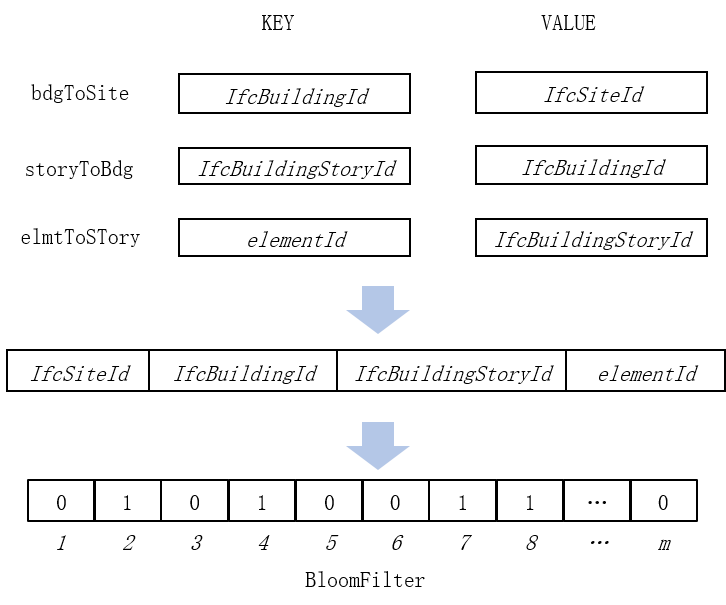 KEY VALUE
bdgToSite IfcBuildingId IfcSiteId
storyToBdg IfcBuildingStoryId IfcBuildingId
elmtToSTory elementId IfcBuildingStoryId
IfcSiteId IfcBuildingId IfcBuildingStoryId elementId
0 1 0 1 0 0 1 1 … 0
1 2 3 4 5 6 7 8 … m
BloomFilter